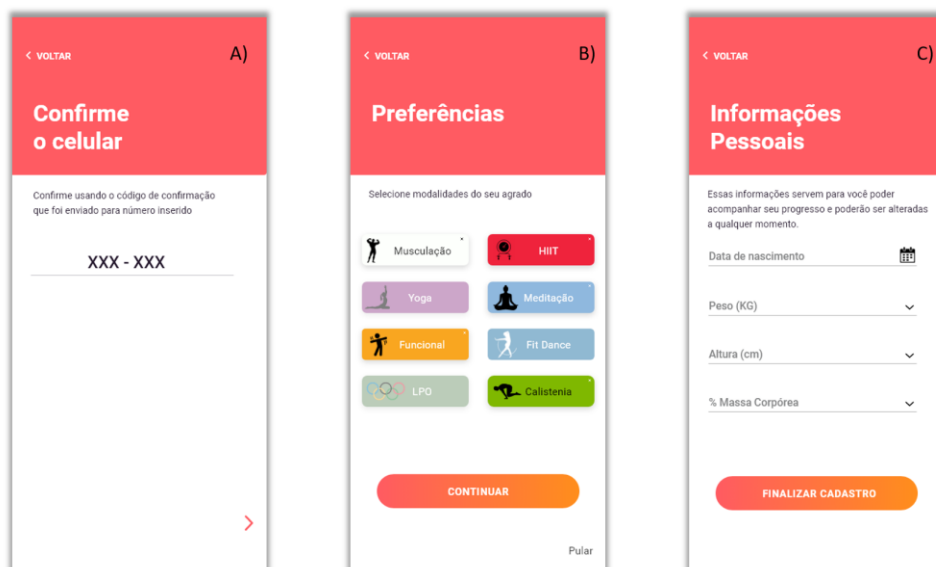 < VOLTAR
A)
Confirme
o celular
Confirme usando o código de confirmação
que foi enviado para número inserido
XXX - XXX
< VOLTAR
B)
Preferências
Selecione modalidades do seu agrado
Musculação
HIIT
Yoga
Meditação
Funcional
Fit Dance
LPO
Calistenia
CONTINUAR
Pular
< VOLTAR
C)
Informações
Pessoais
Essas informações servem para você poder
acompanhar seu progresso e poderão ser alteradas
a qualquer momento.
Data de nascimento
Peso (KG)
Altura (cm)
% Massa Corpórea
FINALIZAR CADASTRO